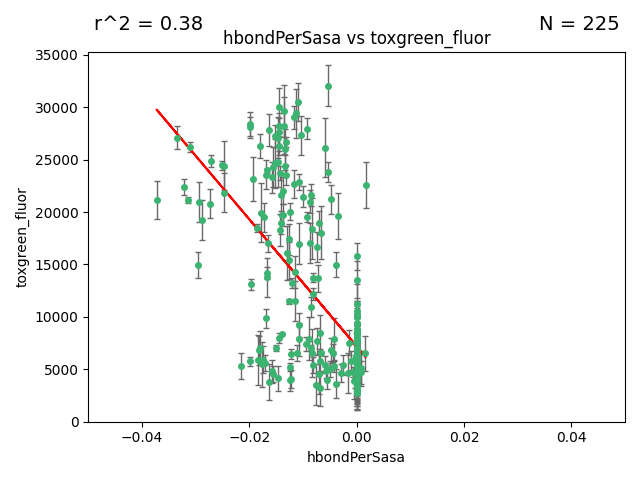 r^2 = 0.38
N = 225
hbondPerSasa vs toxgreen_fluor
35000
30000
25000
20000
15000
10000
5000
0
toxgreen_fluor
−0.04
−0.02
0.00
0.02
0.04
hbondPerSasa